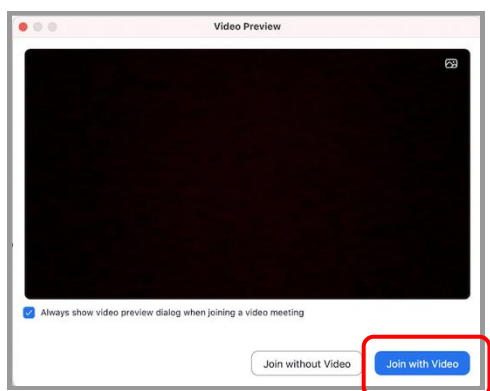 Video Preview
Always show video preview dialog when joining a video meeting
Join without Video
Join with Video